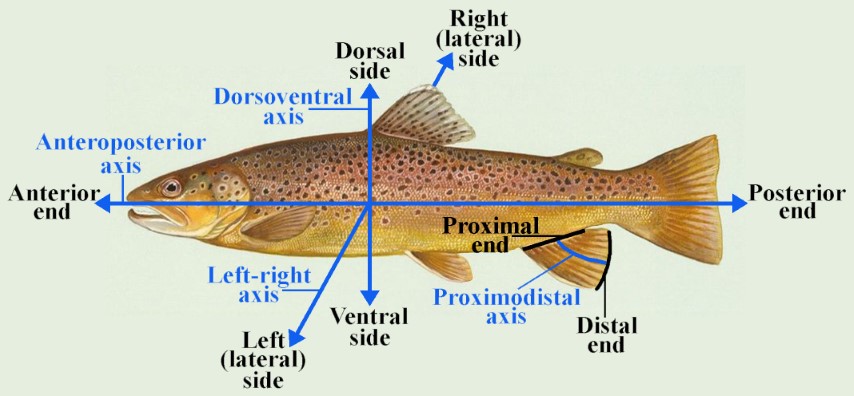 Right
(lateral)
side
Dorsal
side
Dorsoventral
axis
Anteroposterior
axis
Anterior
end
Posterior
end
Proximal
end
Left-right
axis
Proximodistal
axis
Ventral
side
Distal
end
Left
(lateral)
side